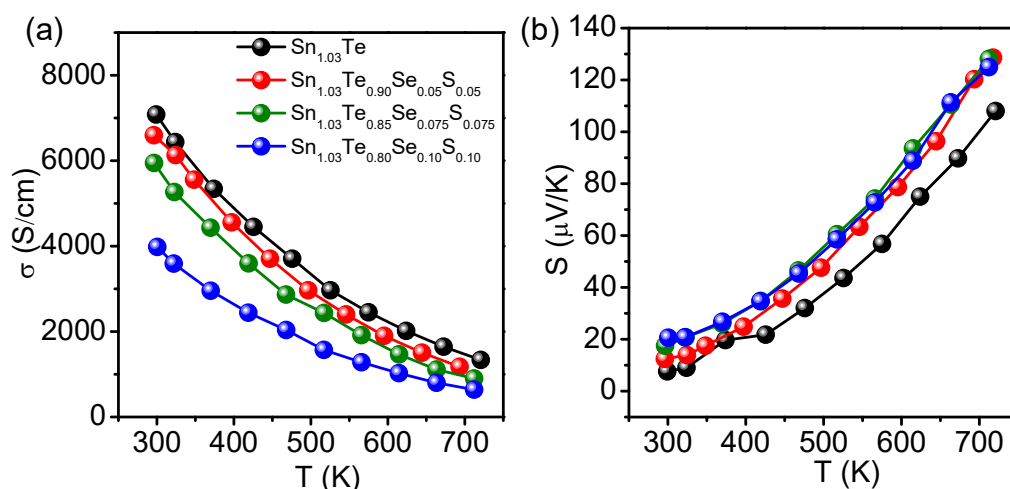 (a)
8000
6000
4000
2000
0
σ (S/cm)
Sn1.03Te
Sn1.03Te0.90Se0.05S0.05
Sn1.03Te0.85Se0.075S0.075
Sn1.03Te0.80Se0.10S0.10
300 400 500 600 700
T (K)
(b)
140
120
100
80
60
40
20
0
S (μV/K)
300 400 500 600 700
T (K)